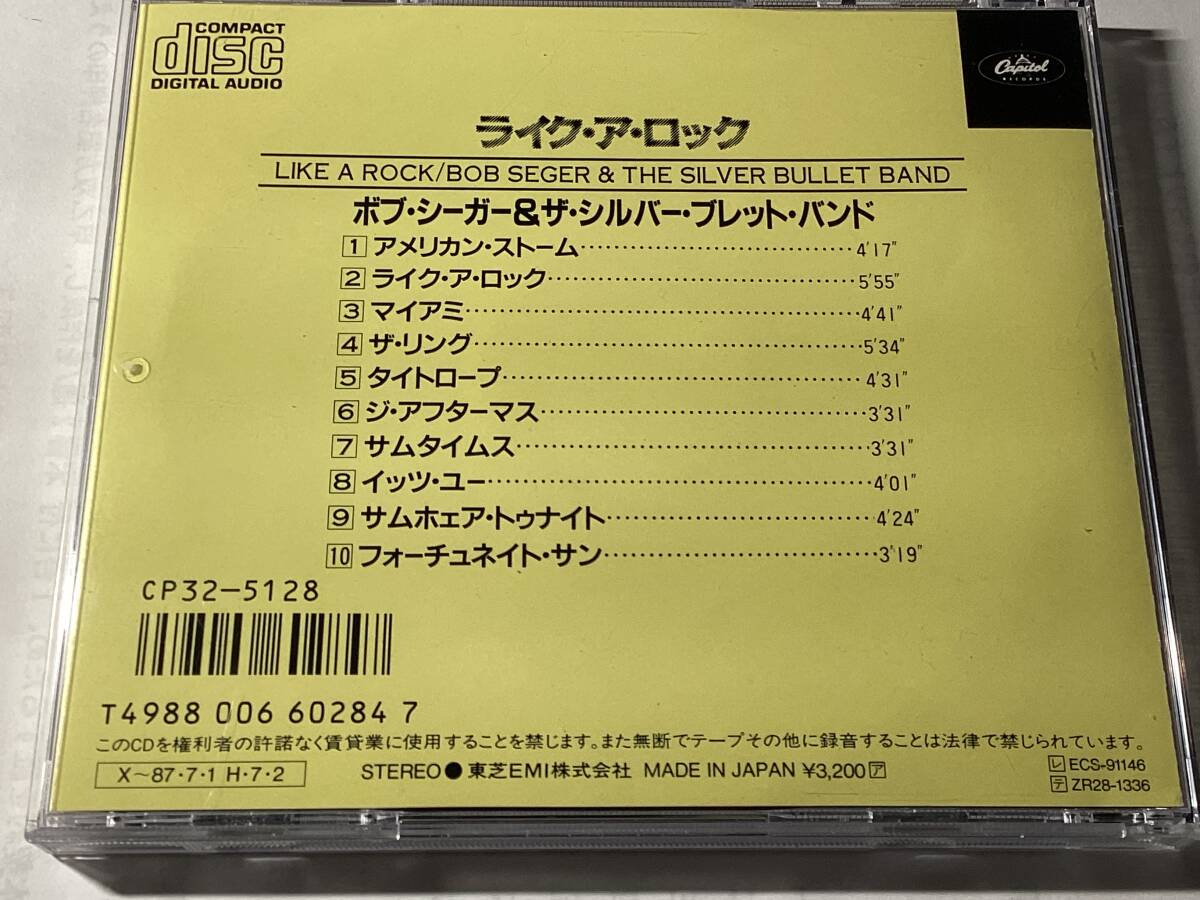 COMPACT
disc
DIGITAL AUDIO
Capitol
RECORDS
ライク・ア・ロック
LIKE A ROCK/BOB SEGER & THE SILVER BULLET BAND
ボブ・シーガー&ザ・シルバー・ブレット・バンド
1 アメリカン・ストーム 4'17"
2 ライク・ア・ロック 5'55"
3 マイアミ 4'41"
4 ザ・リング 5'34"
5 タイトロープ 4'31"
6 ジ・アフターマス 3'31"
7 サムタイムス 3'31"
8 イッツ・ユー 4'01"
9 サムホェア・トゥナイト 4'24"
10 フォーチュネイト・サン 3'19"
CP32-5128
T4988 006 60284 7
このCDを権利者の許諾なく賃貸業に使用することを禁じます。また無断でテープその他に録音することは法律で禁じられています。
X~87・7・1 H・7・2
STEREO● 東芝EMI株式会社 MADE IN JAPAN ¥3,200 ア
レ ECS-91146
テ ZR28-1336